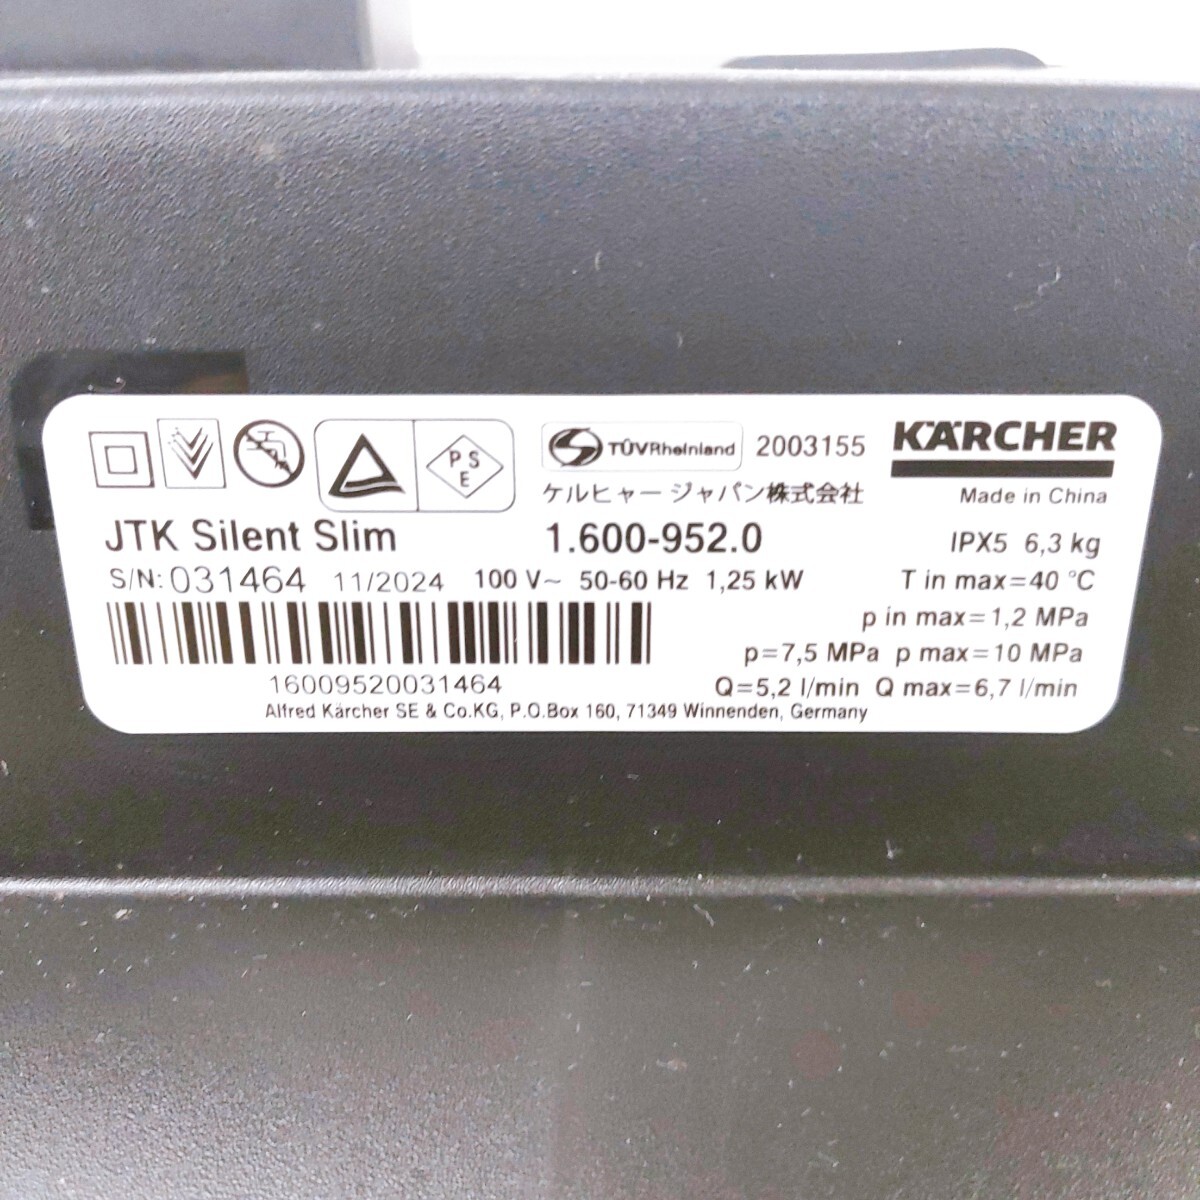 PS
E
TÜVRheinland 2003155 KÄRCHER
ケルヒャー ジャパン株式会社 Made in China
JTK Silent Slim 1.600-952.0 IPX5 6,3 kg
S/N: 031464 11/2024 100 V~ 50-60 Hz 1,25 kW T in max=40 °C
p in max=1,2 MPa
p=7,5 MPa p max=10 MPa
16009520031464 Q=5,2 l/min Q max=6,7 l/min
Alfred Kärcher SE & Co.KG, P.O.Box 160, 71349 Winnenden, Germany